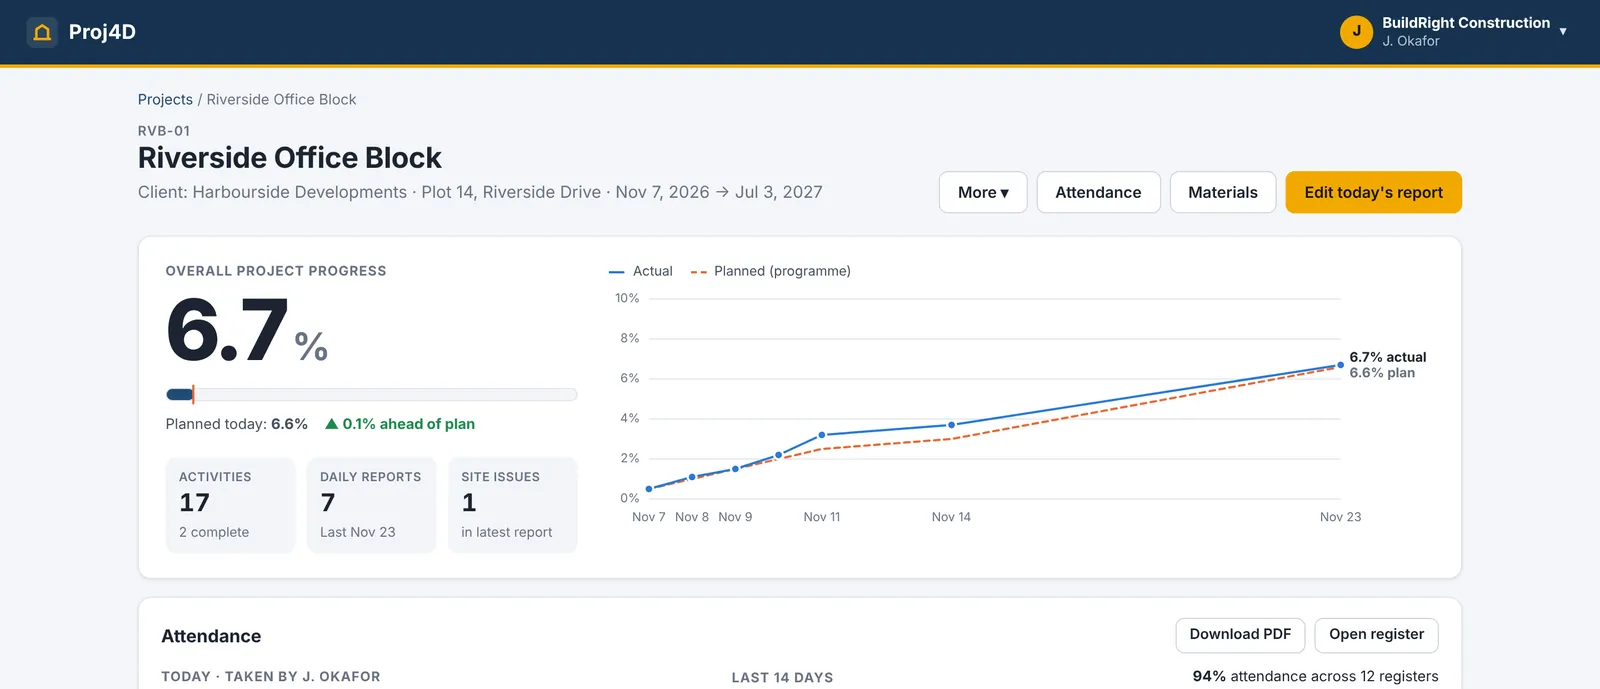 Proj4D
J
BuildRight Construction ▼
J. Okafor
Projects / Riverside Office Block
RVB-01
Riverside Office Block
Client: Harbourside Developments · Plot 14, Riverside Drive · Nov 7, 2026 → Jul 3, 2027
More ▾
Attendance
Materials
Edit today's report
OVERALL PROJECT PROGRESS
6.7%
Planned today: 6.6% ▲ 0.1% ahead of plan
ACTIVITIES
17
2 complete
DAILY REPORTS
7
Last Nov 23
SITE ISSUES
1
in latest report
Actual
Planned (programme)
10%
8%
6%
4%
2%
0%
Nov 7
Nov 8
Nov 9
Nov 11
Nov 14
Nov 23
6.7% actual
6.6% plan
Attendance
Download PDF
Open register
TODAY · TAKEN BY J. OKAFOR
LAST 14 DAYS
94% attendance across 12 registers